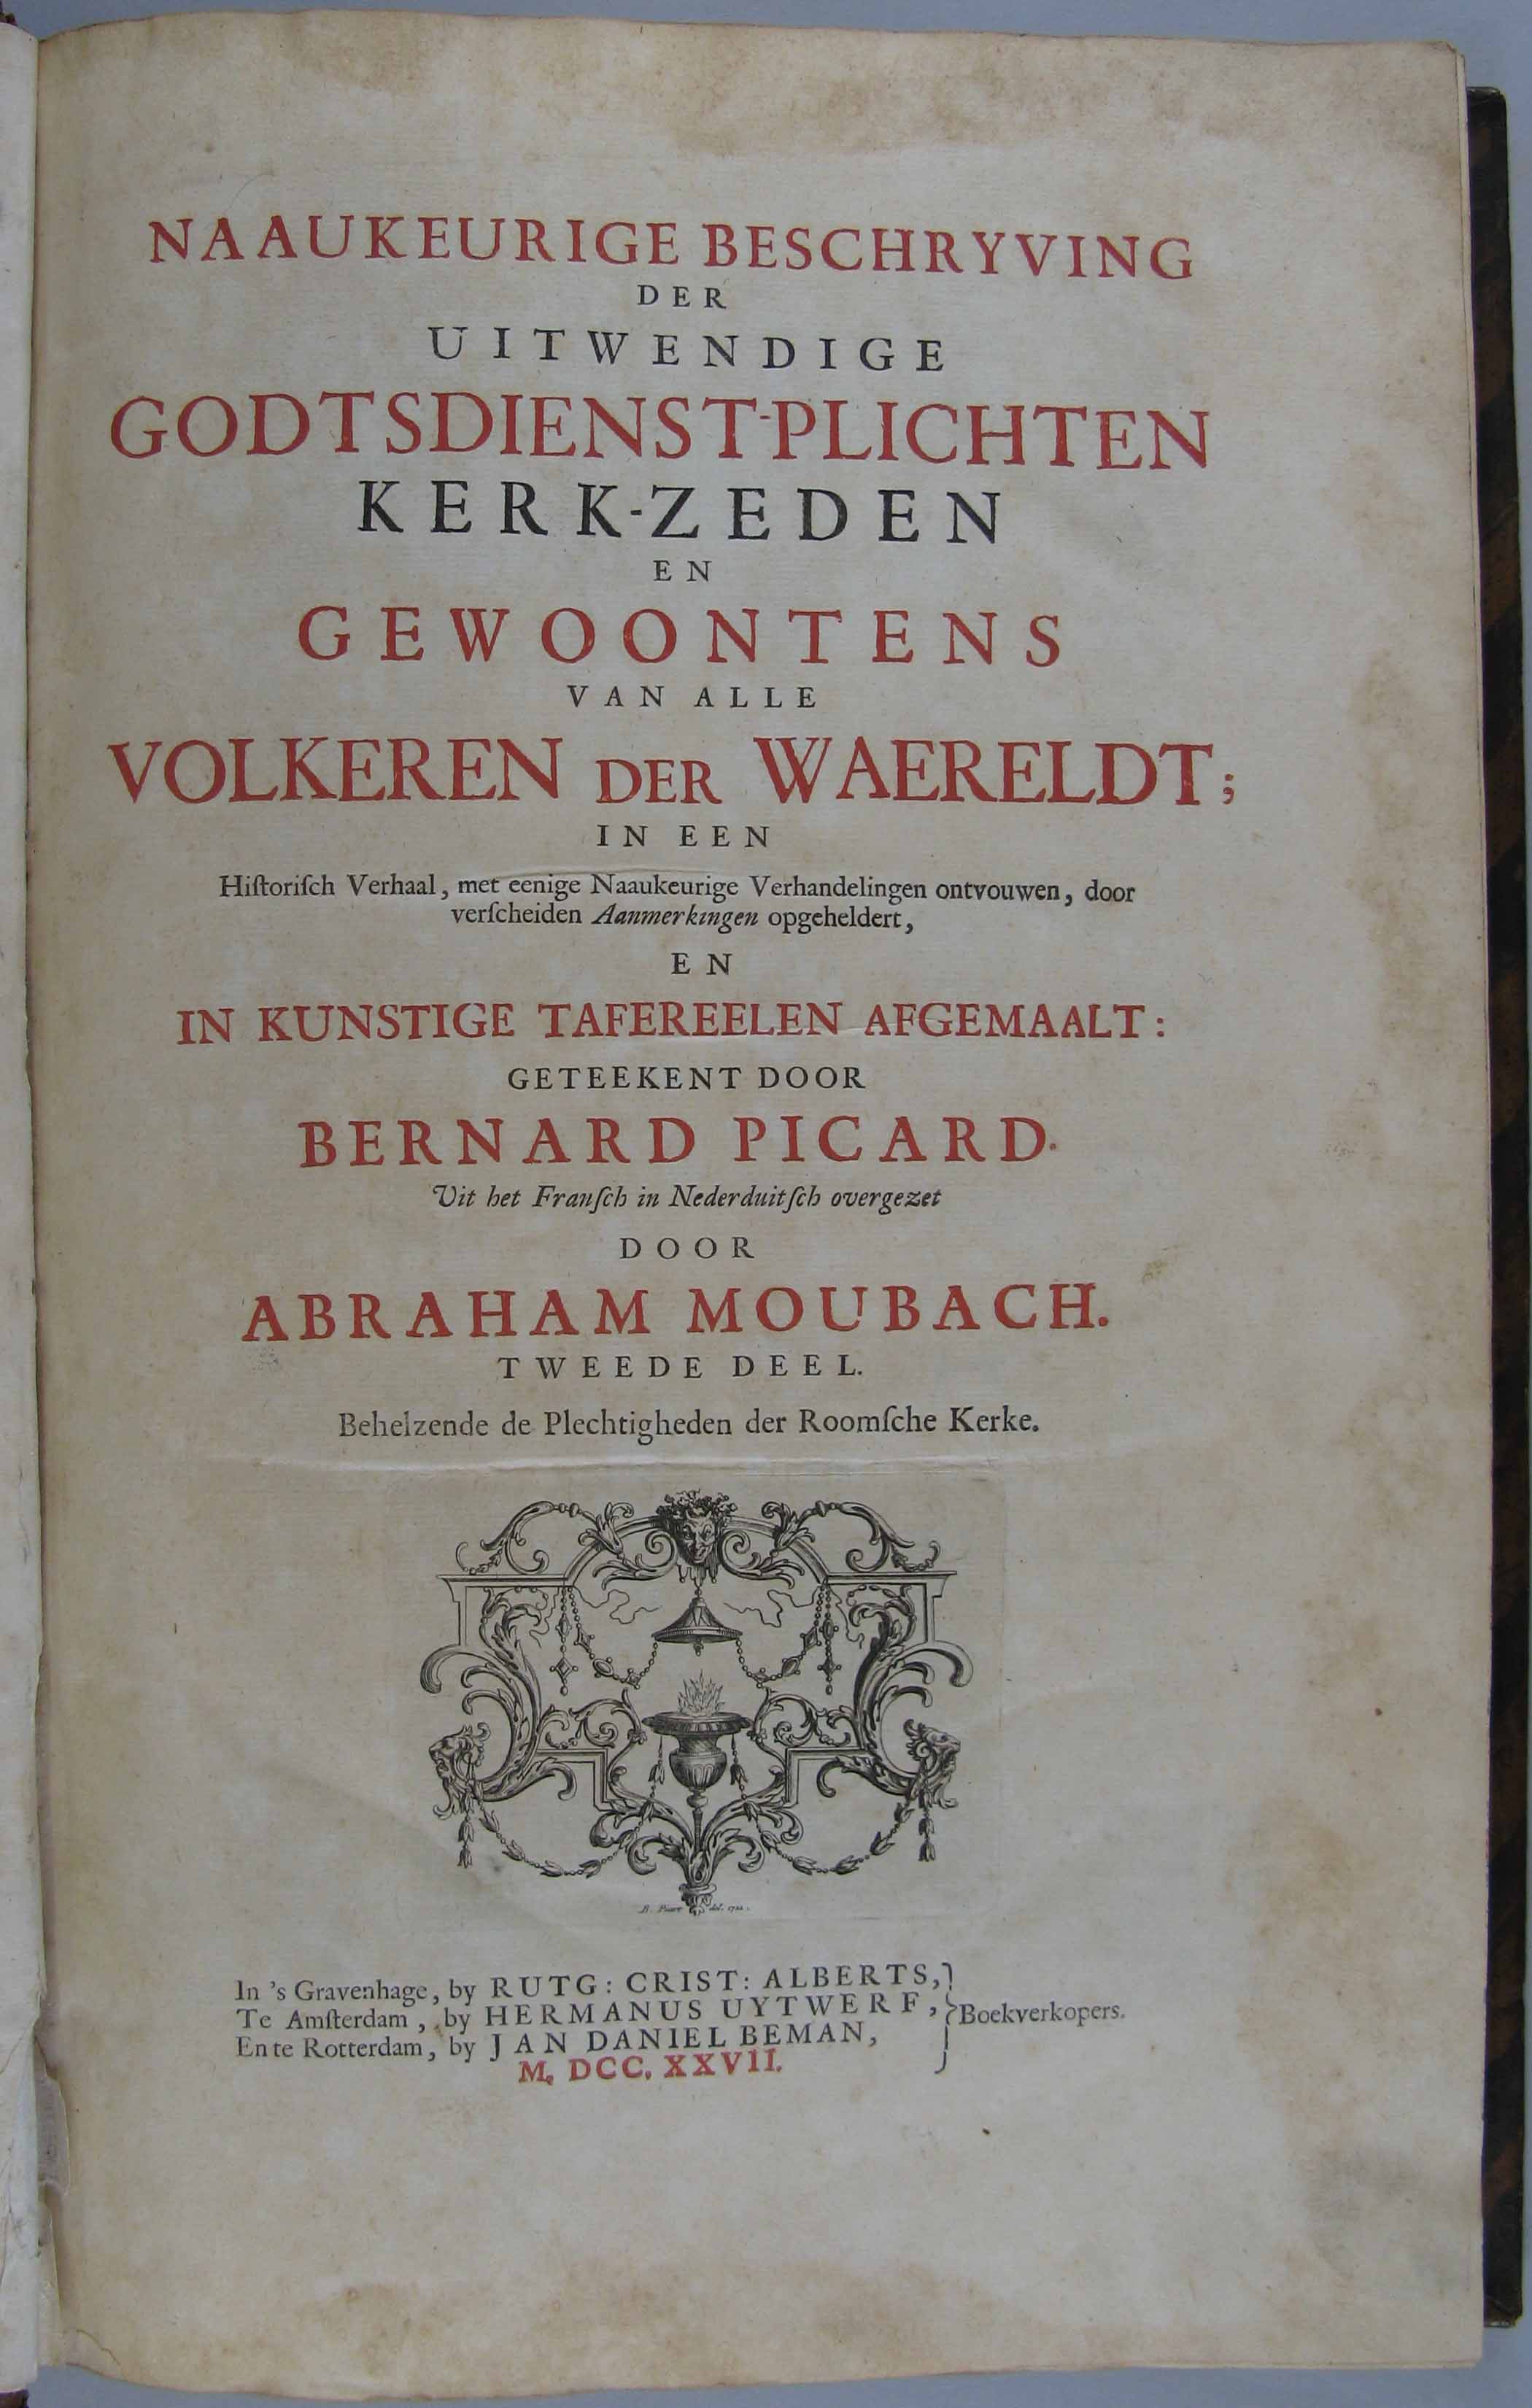 NAAUKEURIGE BESCHRYVING
DER
UITWENDIGE
GODTSDIENST-PLICHTEN
KERK-ZEDEN
EN
GEWOONTENS
VAN ALLE
VOLKEREN DER WAERELDT;
IN EEN
Hiſtoriſch Verhaal, met eenige Naaukeurige Verhandelingen ontvouwen, door
verſcheiden Aanmerkingen opgeheldert,
EN
IN KUNSTIGE TAFEREELEN AFGEMAALT:
GETEEKENT DOOR
BERNARD PICARD.
Uit het Franſch in Nederduitſch overgezet
DOOR
ABRAHAM MOUBACH.
TWEEDE DEEL.
Behelzende de Plechtigheden der Roomſche Kerke.
B. Picart del. 1722.
In 's Gravenhage, by RUTG: CRIST: ALBERTS,
Te Amſterdam, by HERMANUS UYTWERF, Boekverkopers.
En te Rotterdam, by JAN DANIEL BEMAN,
M. DCC. XXVII.